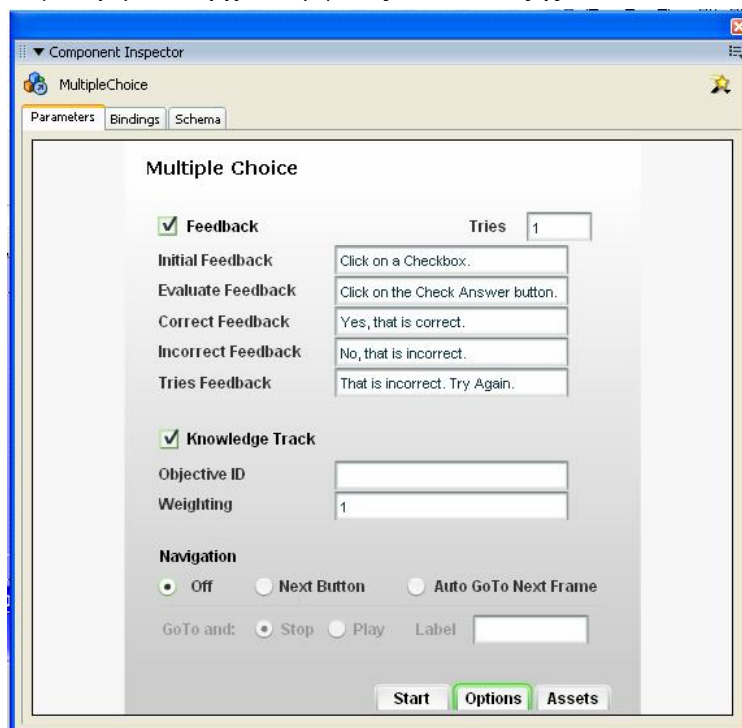 Component Inspector
MultipleChoice
Parameters Bindings Schema
Multiple Choice
Feedback Tries 1
Initial Feedback Click on a Checkbox.
Evaluate Feedback Click on the Check Answer button.
Correct Feedback Yes, that is correct.
Incorrect Feedback No, that is incorrect.
Tries Feedback That is incorrect. Try Again.
Knowledge Track
Objective ID
Weighting 1
Navigation
Off Next Button Auto GoTo Next Frame
GoTo and: Stop Play Label
Start Options Assets